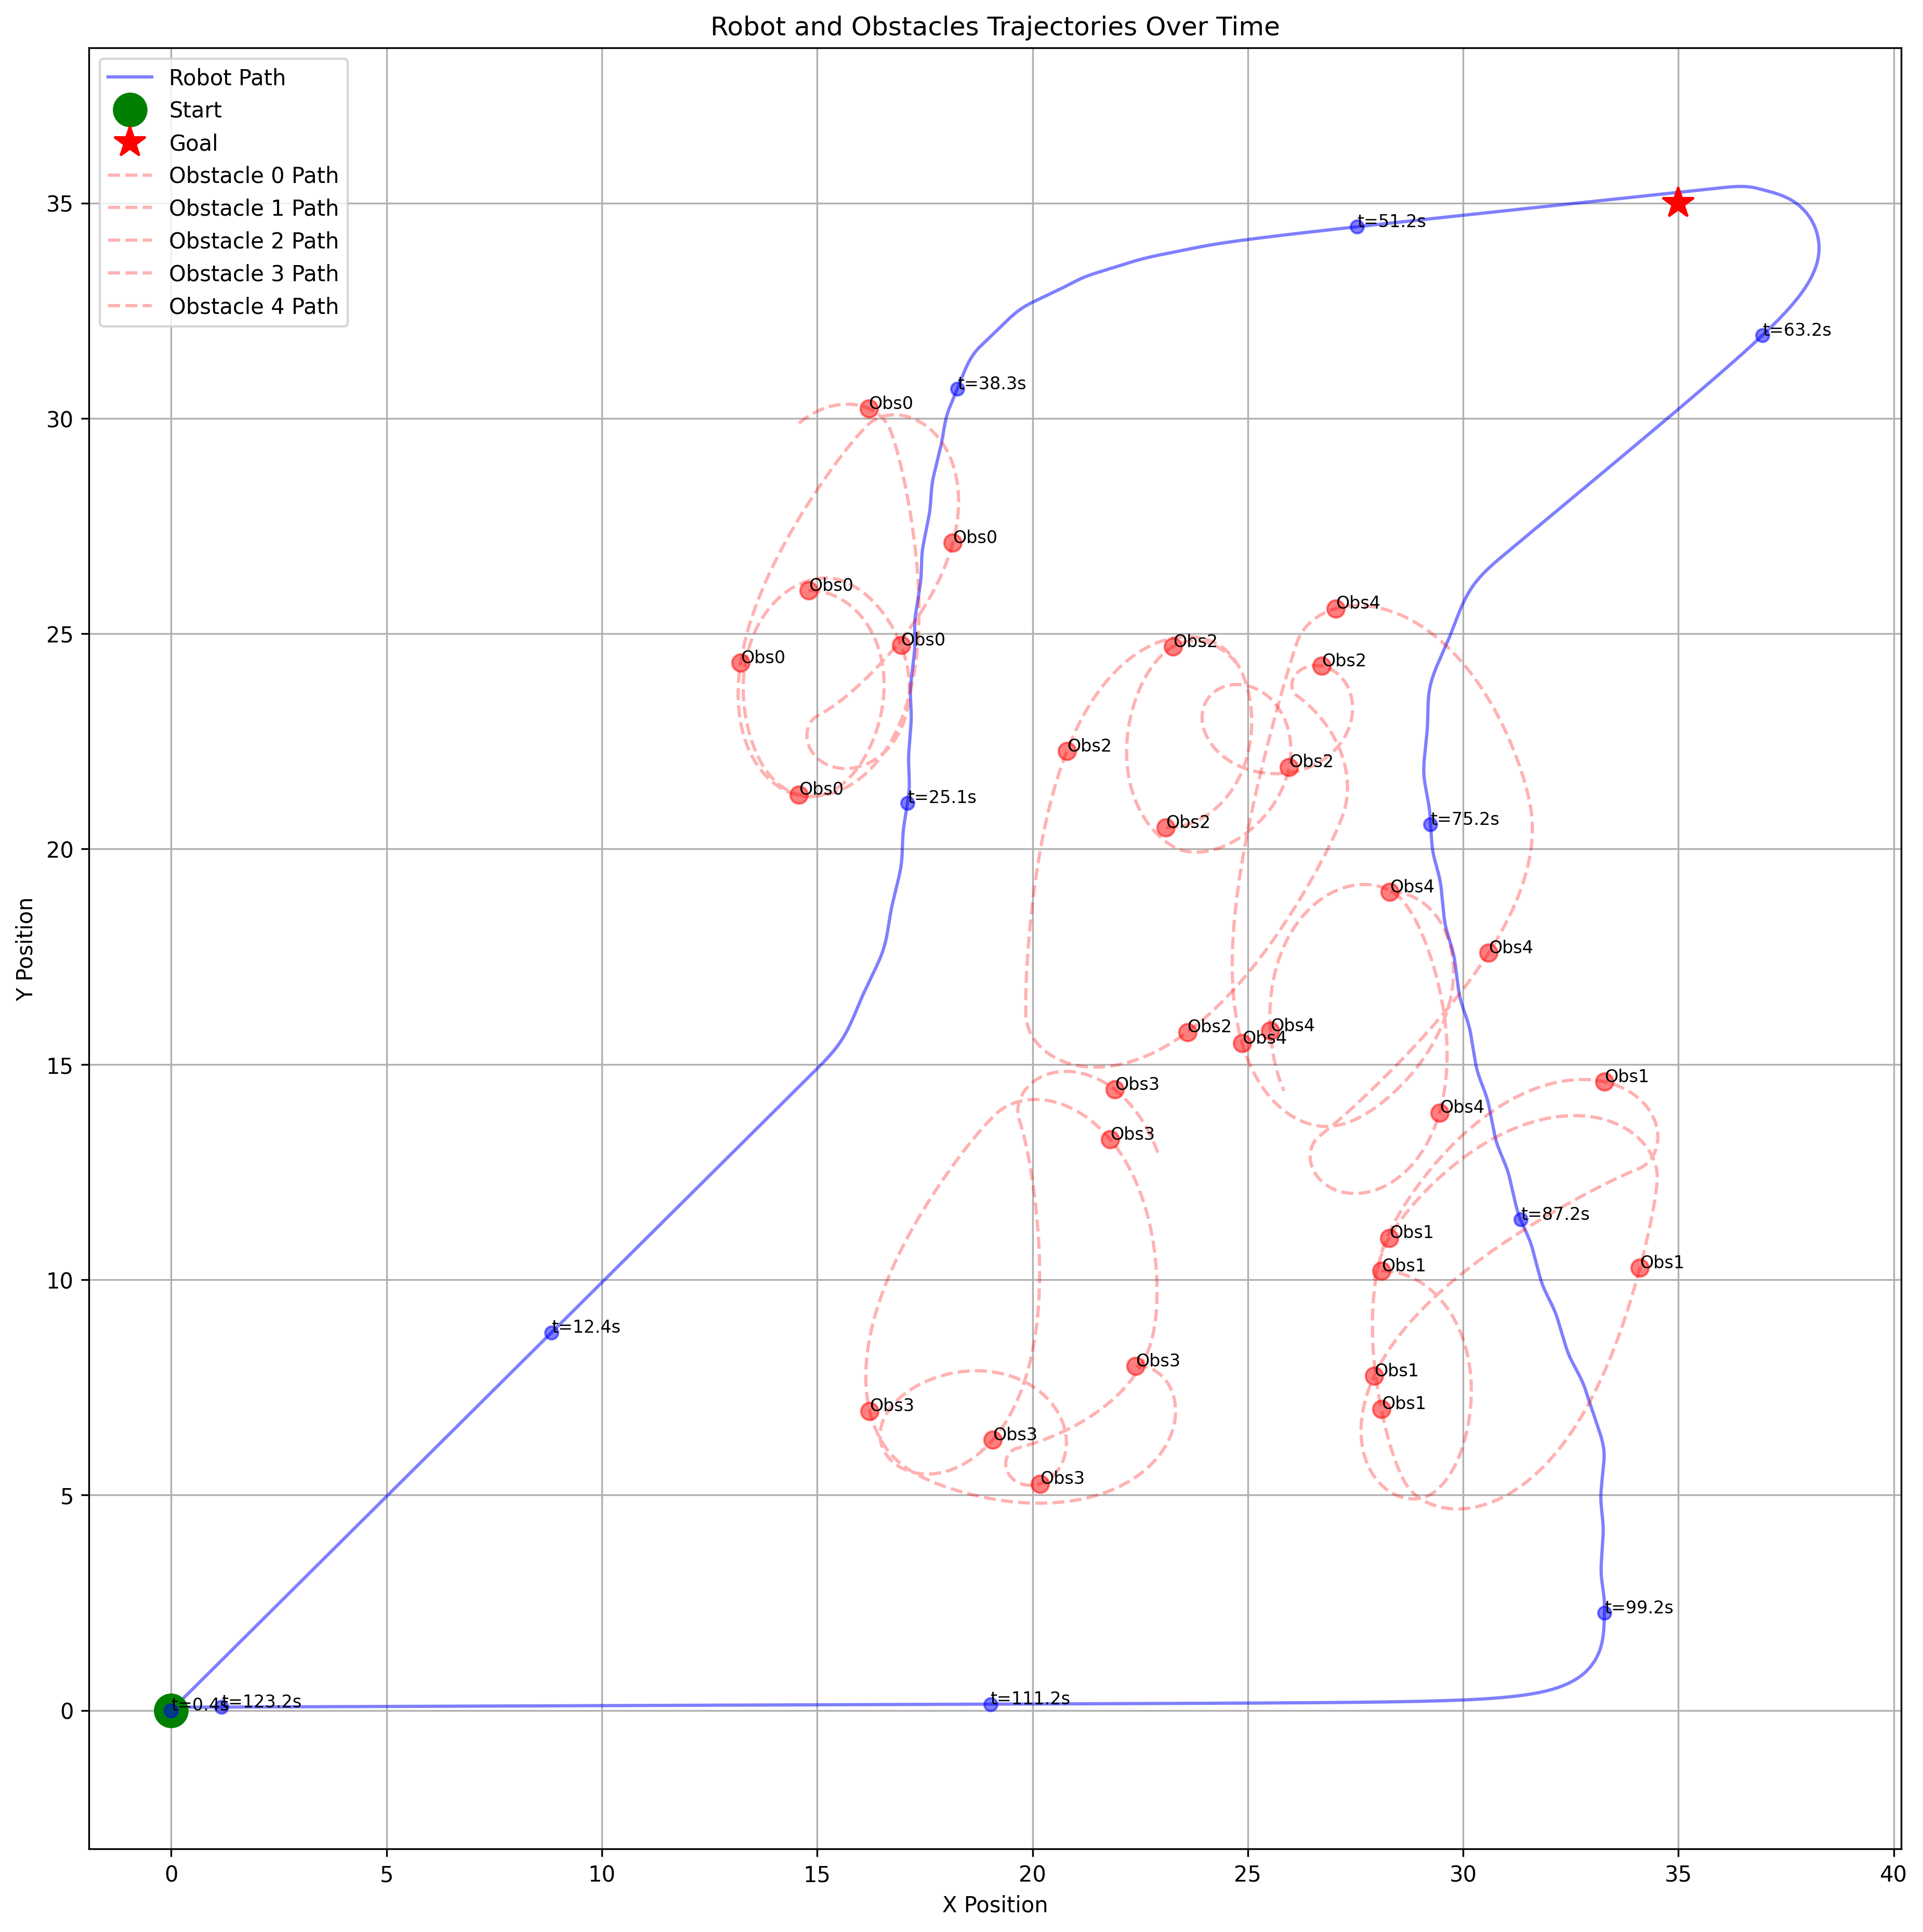 Robot and Obstacles Trajectories Over Time
Robot Path
Start
Goal
Obstacle 0 Path
Obstacle 1 Path
Obstacle 2 Path
Obstacle 3 Path
Obstacle 4 Path
35
30
25
20
15
10
5
0
Y Position
t=51.2s
t=63.2s
t=38.3s
Obs0
Obs0
Obs0
Obs4
Obs0
Obs2
Obs0
Obs2
Obs2
Obs2
Obs0
t=25.1s
Obs2
t=75.2s
Obs4
Obs4
Obs2
Obs4
Obs4
Obs3
Obs1
Obs4
Obs3
t=87.2s
Obs1
Obs1
Obs1
t=12.4s
Obs3
Obs1
Obs3
Obs1
Obs3
Obs3
t=99.2s
t=0.4s
t=123.2s
t=111.2s
0
5
10
15
20
25
30
35
40
X Position